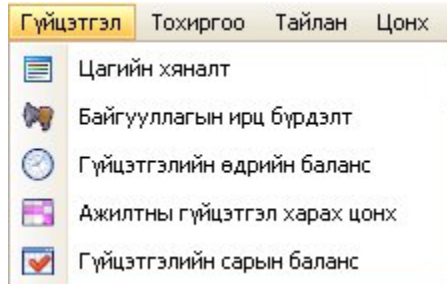 Гүйцэтгэл Тохиргоо Тайлан Цонх
Цагийн хяналт
Байгууллагын ирц бүрдэлт
Гүйцэтгэлийн өдрийн баланс
Ажилтны гүйцэтгэл харах цонх
Гүйцэтгэлийн сарын баланс